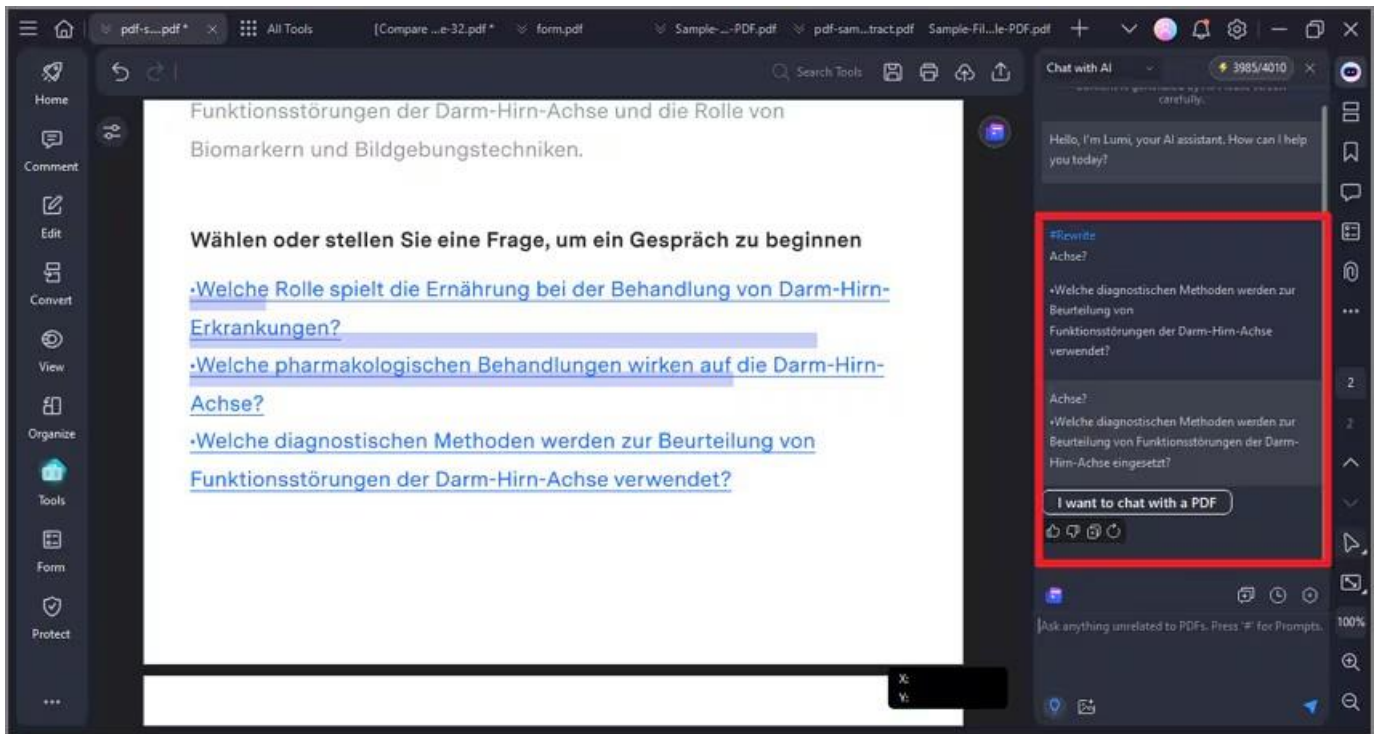 pdf-s....pdf *
All Tools
[Compare ...e-32.pdf *
form.pdf
Sample-...-PDF.pdf
pdf-sam...tract.pdf
Sample-Fil...le-PDF.pdf
Search Tools
Home
Comment
Edit
Convert
View
Organize
Tools
Form
Protect
Funktionsstörungen der Darm-Hirn-Achse und die Rolle von
Biomarkern und Bildgebungstechniken.
Wählen oder stellen Sie eine Frage, um ein Gespräch zu beginnen
•Welche Rolle spielt die Ernährung bei der Behandlung von Darm-Hirn-
Erkrankungen?
•Welche pharmakologischen Behandlungen wirken auf die Darm-Hirn-
Achse?
•Welche diagnostischen Methoden werden zur Beurteilung von
Funktionsstörungen der Darm-Hirn-Achse verwendet?
X:
Y:
Chat with AI
3985/4010
carefully.
Hello, I'm Lumi, your AI assistant. How can I help
you today?
#Rewrite
Achse?
•Welche diagnostischen Methoden werden zur
Beurteilung von
Funktionsstörungen der Darm-Hirn-Achse
verwendet?
Achse?
•Welche diagnostischen Methoden werden zur
Beurteilung von Funktionsstörungen der Darm-
Hirn-Achse eingesetzt?
I want to chat with a PDF
Ask anything unrelated to PDFs. Press '#' for Prompts.
2
2
100%